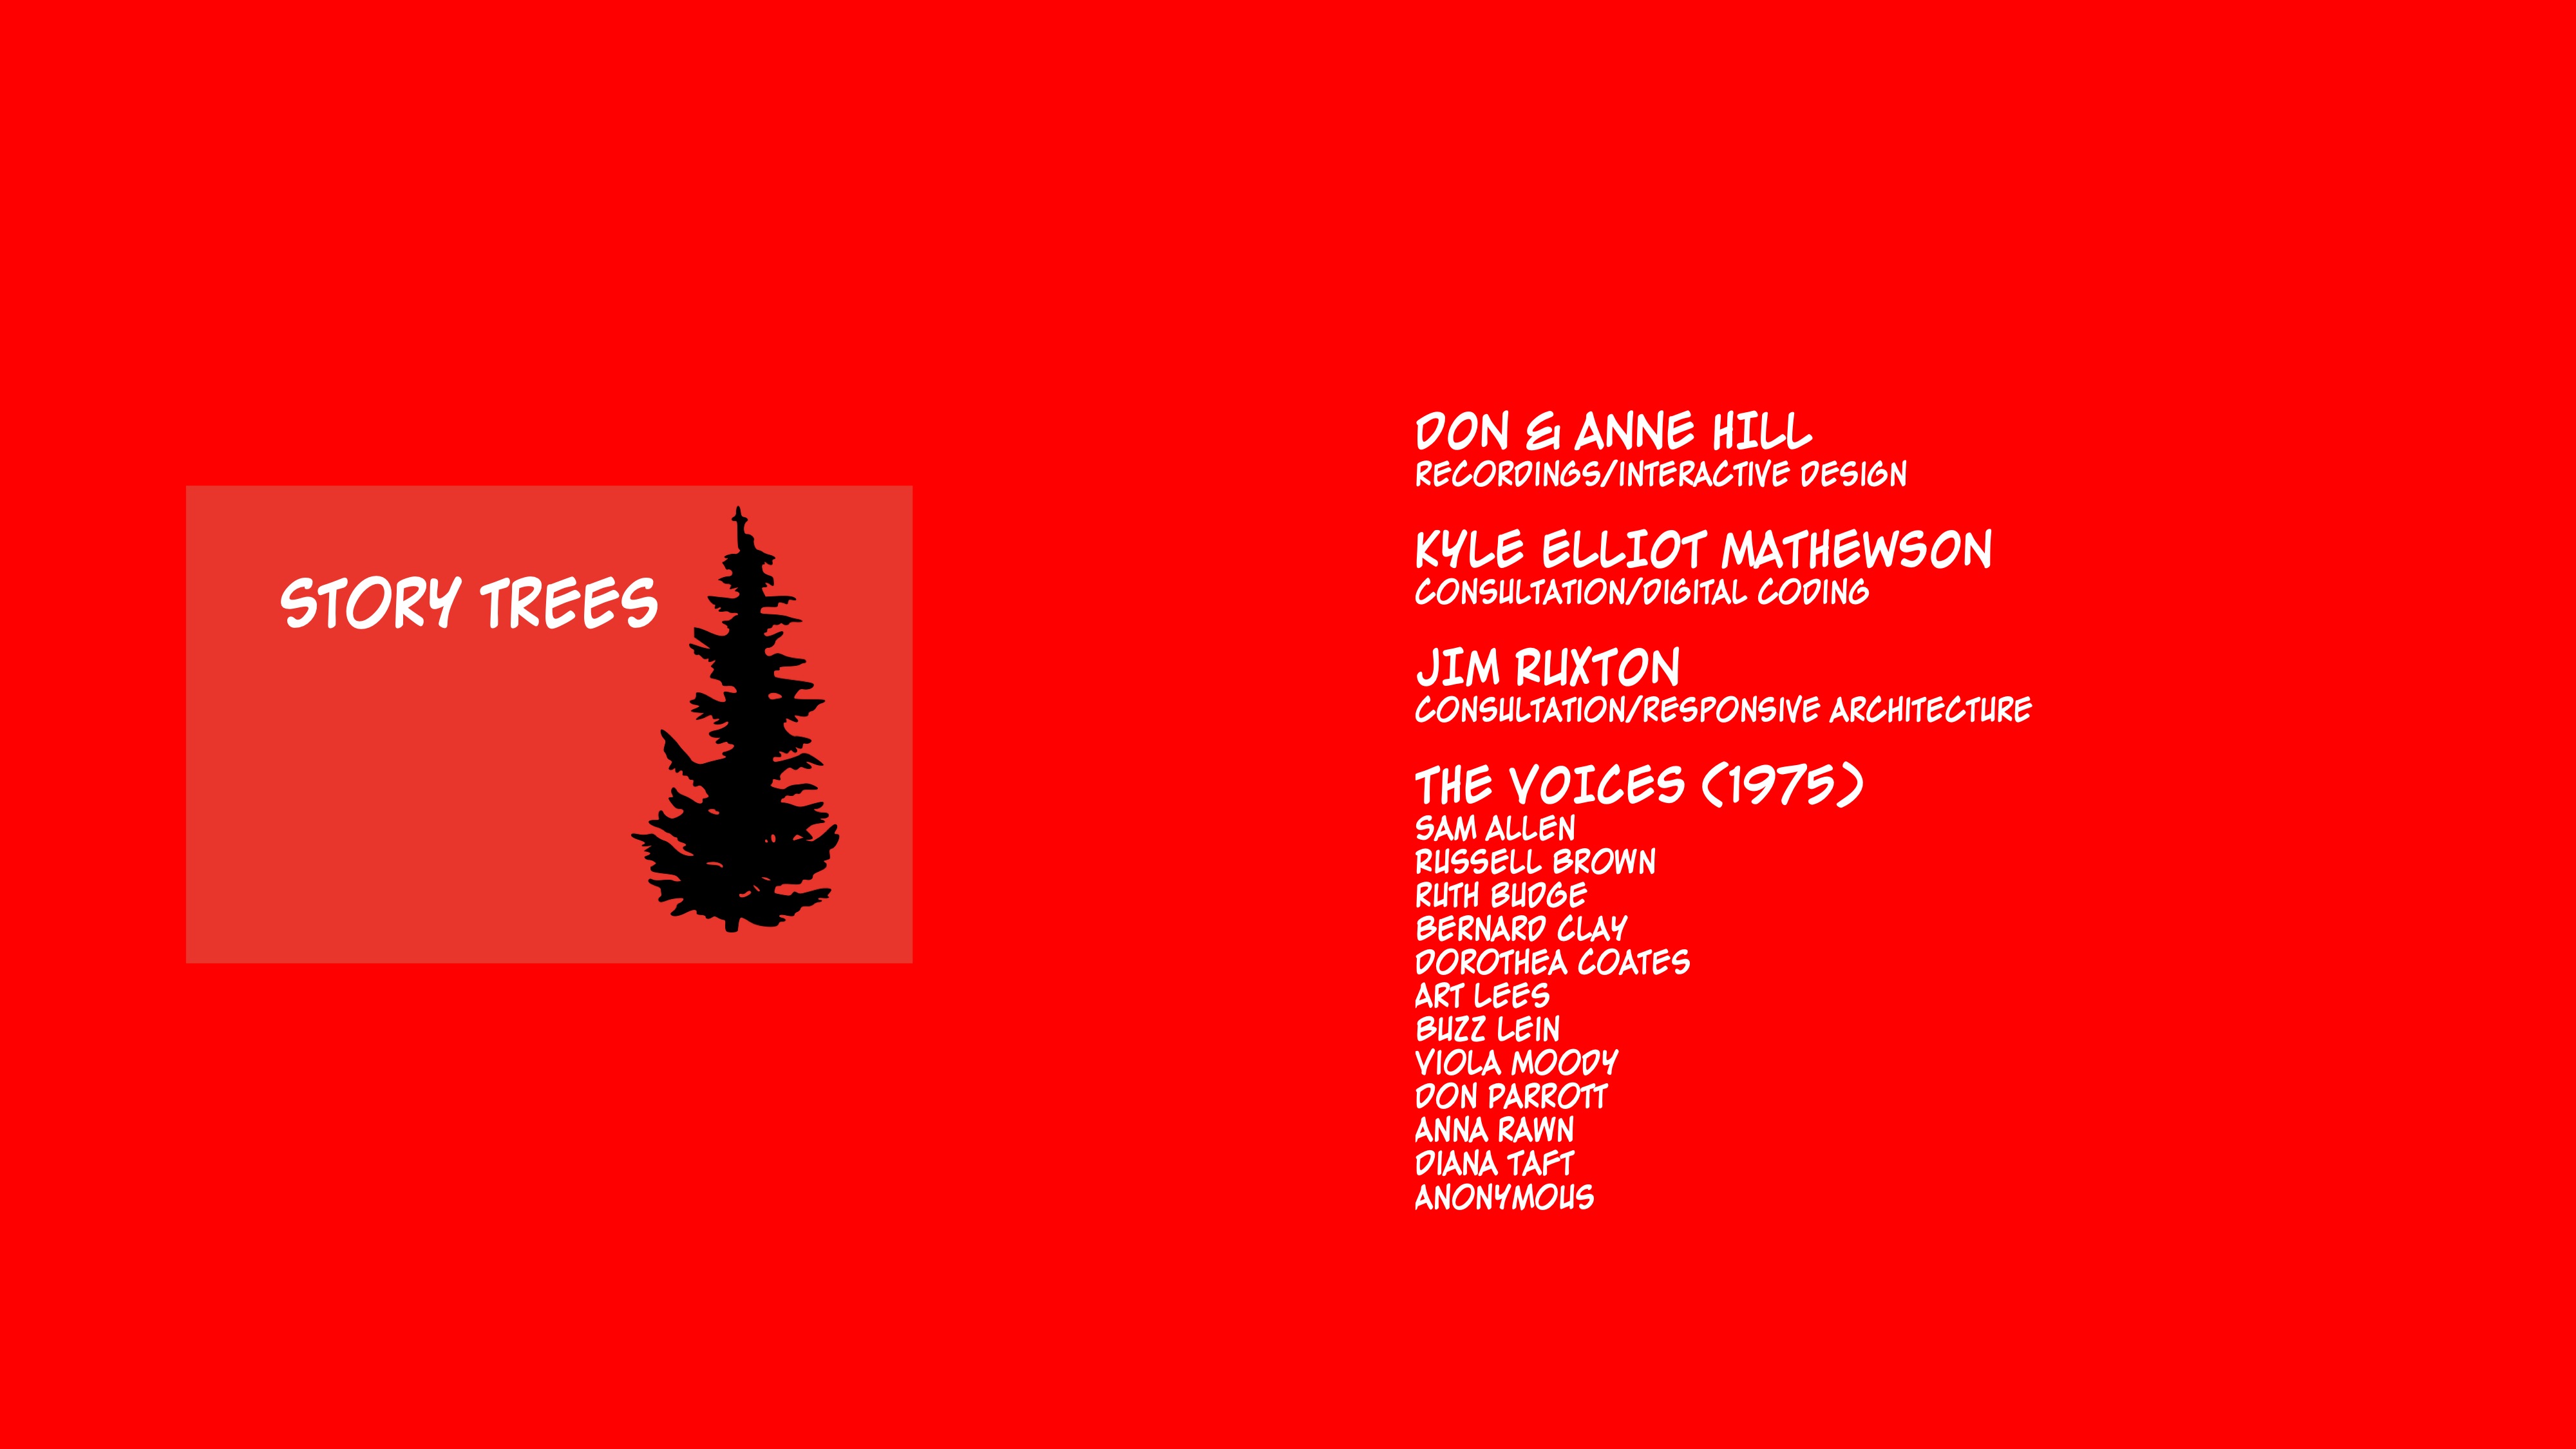 STORY TREES
DON & ANNE HILL
RECORDINGS/INTERACTIVE DESIGN
KYLE ELLIOT MATHEWSON
CONSULTATION/DIGITAL CODING
JIM RUXTON
CONSULTATION/RESPONSIVE ARCHITECTURE
THE VOICES (1975)
SAM ALLEN
RUSSELL BROWN
RUTH BUDGE
BERNARD CLAY
DOROTHEA COATES
ART LEES
BUZZ LEIN
VIOLA MOODY
DON PARROTT
ANNA RAWN
DIANA TAFT
ANONYMOUS